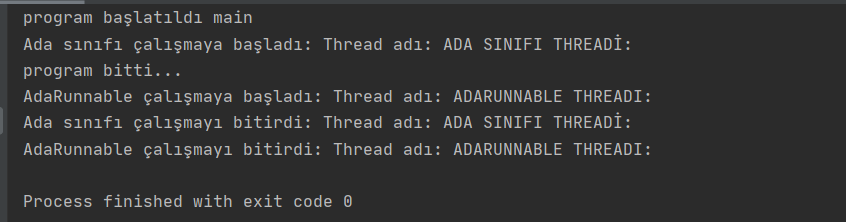 program başlatıldı main
Ada sınıfı çalışmaya başladı: Thread adı: ADA SINIFI THREADİ:
program bitti...
AdaRunnable çalışmaya başladı: Thread adı: ADARUNNABLE THREADI:
Ada sınıfı çalışmayı bitirdi: Thread adı: ADA SINIFI THREADİ:
AdaRunnable çalışmayı bitirdi: Thread adı: ADARUNNABLE THREADI:
Process finished with exit code 0